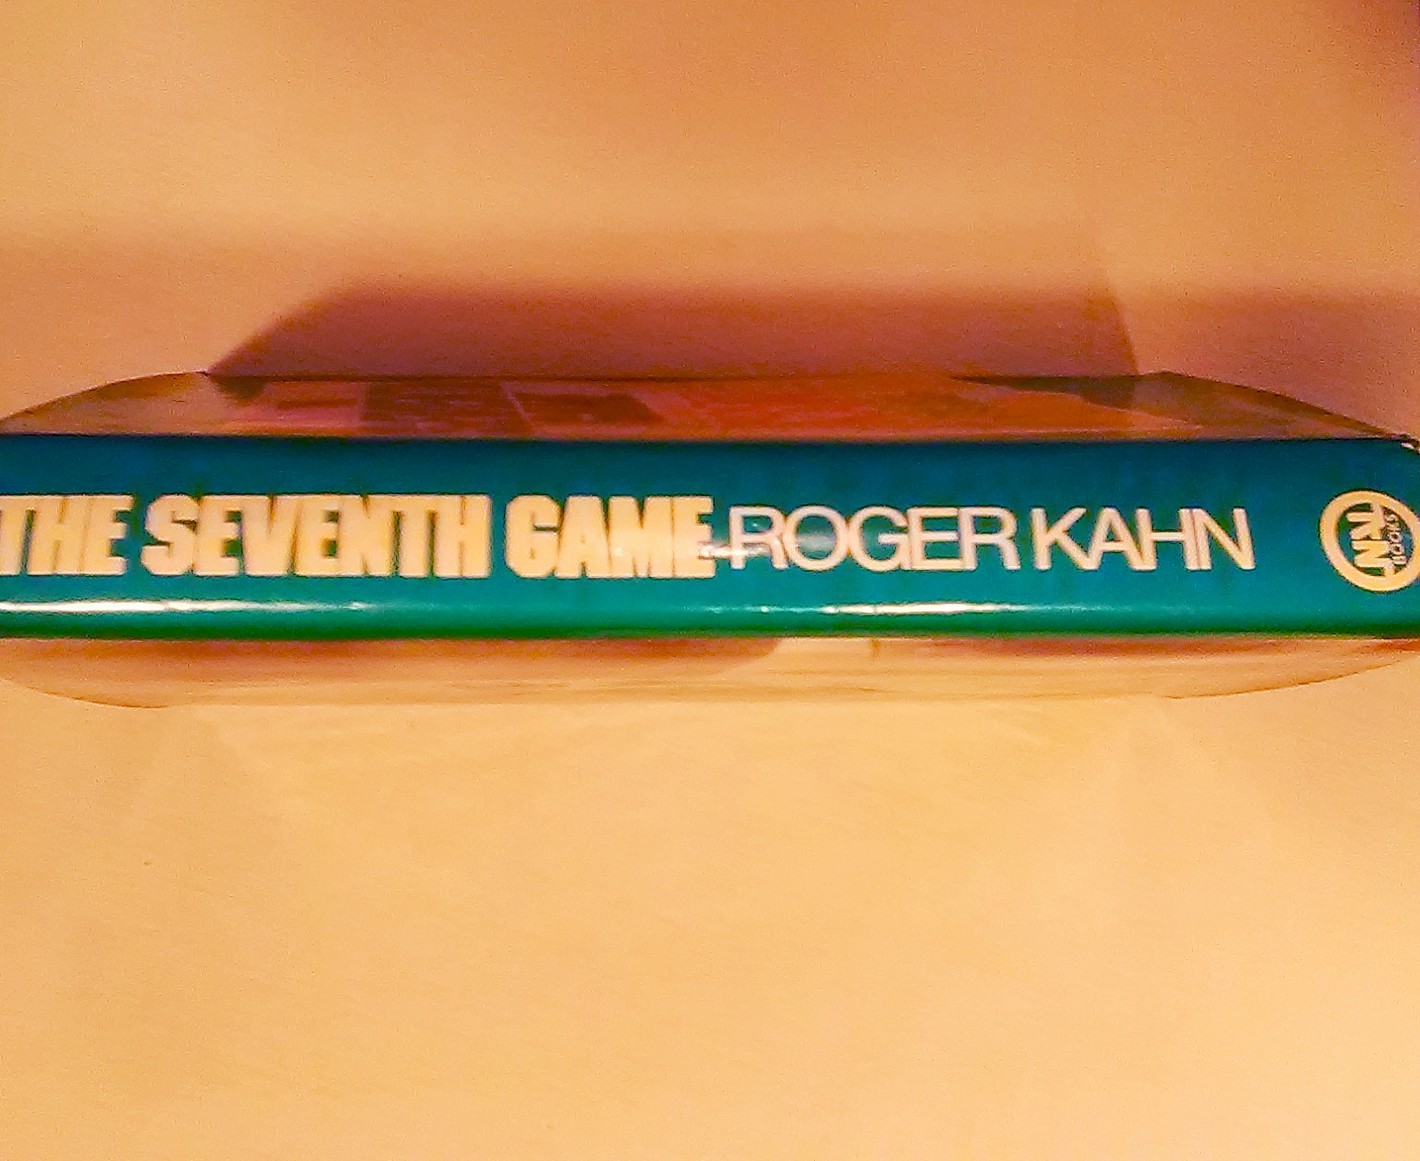 THE SEVENTH GAME ROGER KAHN
NAL
BOOKS